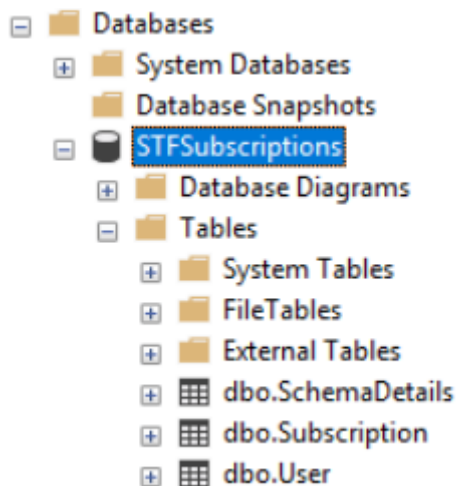 Databases
System Databases
Database Snapshots
STFSubscriptions
Database Diagrams
Tables
System Tables
FileTables
External Tables
dbo.SchemaDetails
dbo.Subscription
dbo.User